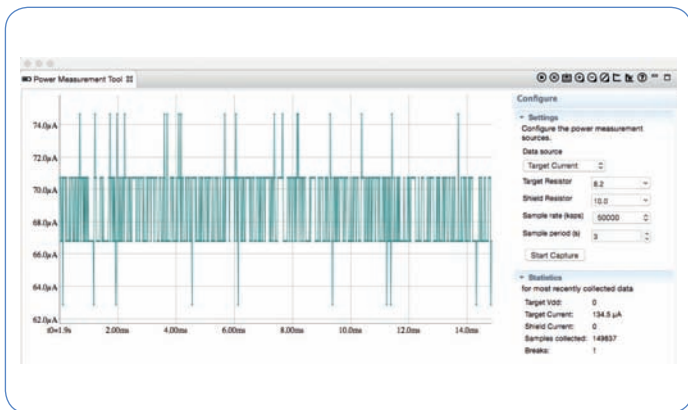 Power Measurement Tool
Configure
Settings
Configure the power measurement
sources.
Data source
Target Current
Target Resistor 8.2
Shield Resistor 10.0
Sample rate (ksps) 50000
Sample period (s) 3
Start Capture
Statistics
for most recently collected data
Target Vdd: 0
Target Current: 134.5 μA
Shield Current: 0
Samples collected: 149837
Breaks: 1
74.0μA
72.0μA
70.0μA
68.0μA
66.0μA
64.0μA
62.0μA
t0=1.9s 2.00ms 4.00ms 6.00ms 8.00ms 10.0ms 12.0ms 14.0ms